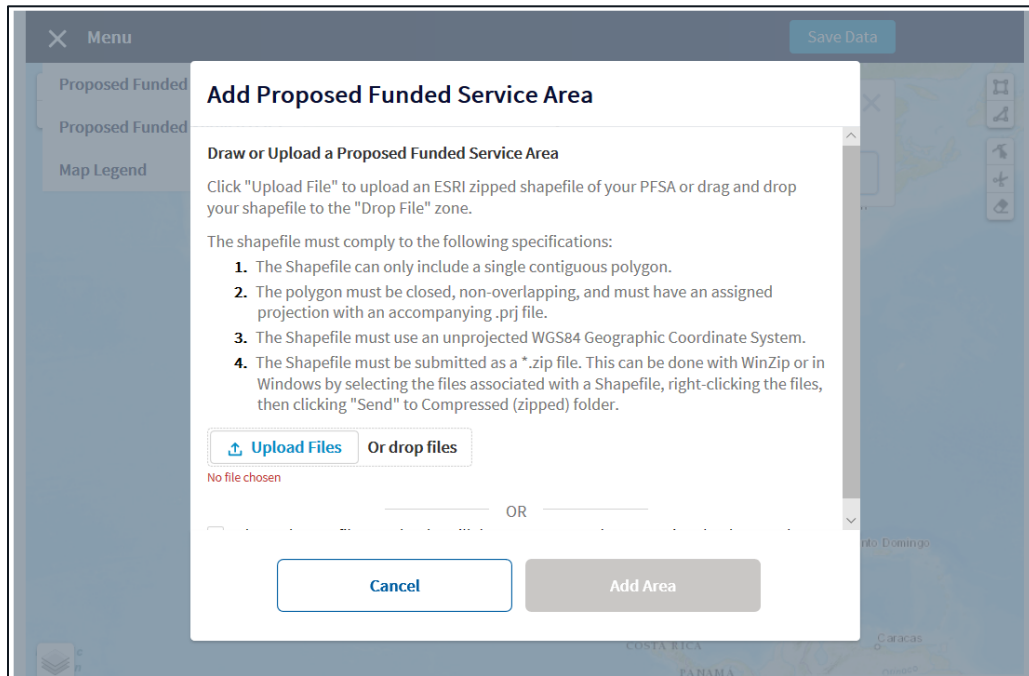 Menu
Save Data
Proposed Funded
Proposed Funded
Map Legend
Add Proposed Funded Service Area
Draw or Upload a Proposed Funded Service Area
Click "Upload File" to upload an ESRI zipped shapefile of your PFSA or drag and drop
your shapefile to the "Drop File" zone.
The shapefile must comply to the following specifications:
1. The Shapefile can only include a single contiguous polygon.
2. The polygon must be closed, non-overlapping, and must have an assigned
projection with an accompanying .prj file.
3. The Shapefile must use an unprojected WGS84 Geographic Coordinate System.
4. The Shapefile must be submitted as a *.zip file. This can be done with WinZip or in
Windows by selecting the files associated with a Shapefile, right-clicking the files,
then clicking "Send" to Compressed (zipped) folder.
Upload Files Or drop files
No file chosen
OR
Cancel
Add Area
nto Domingo
Caracas
COSTA RICA
PANAMA